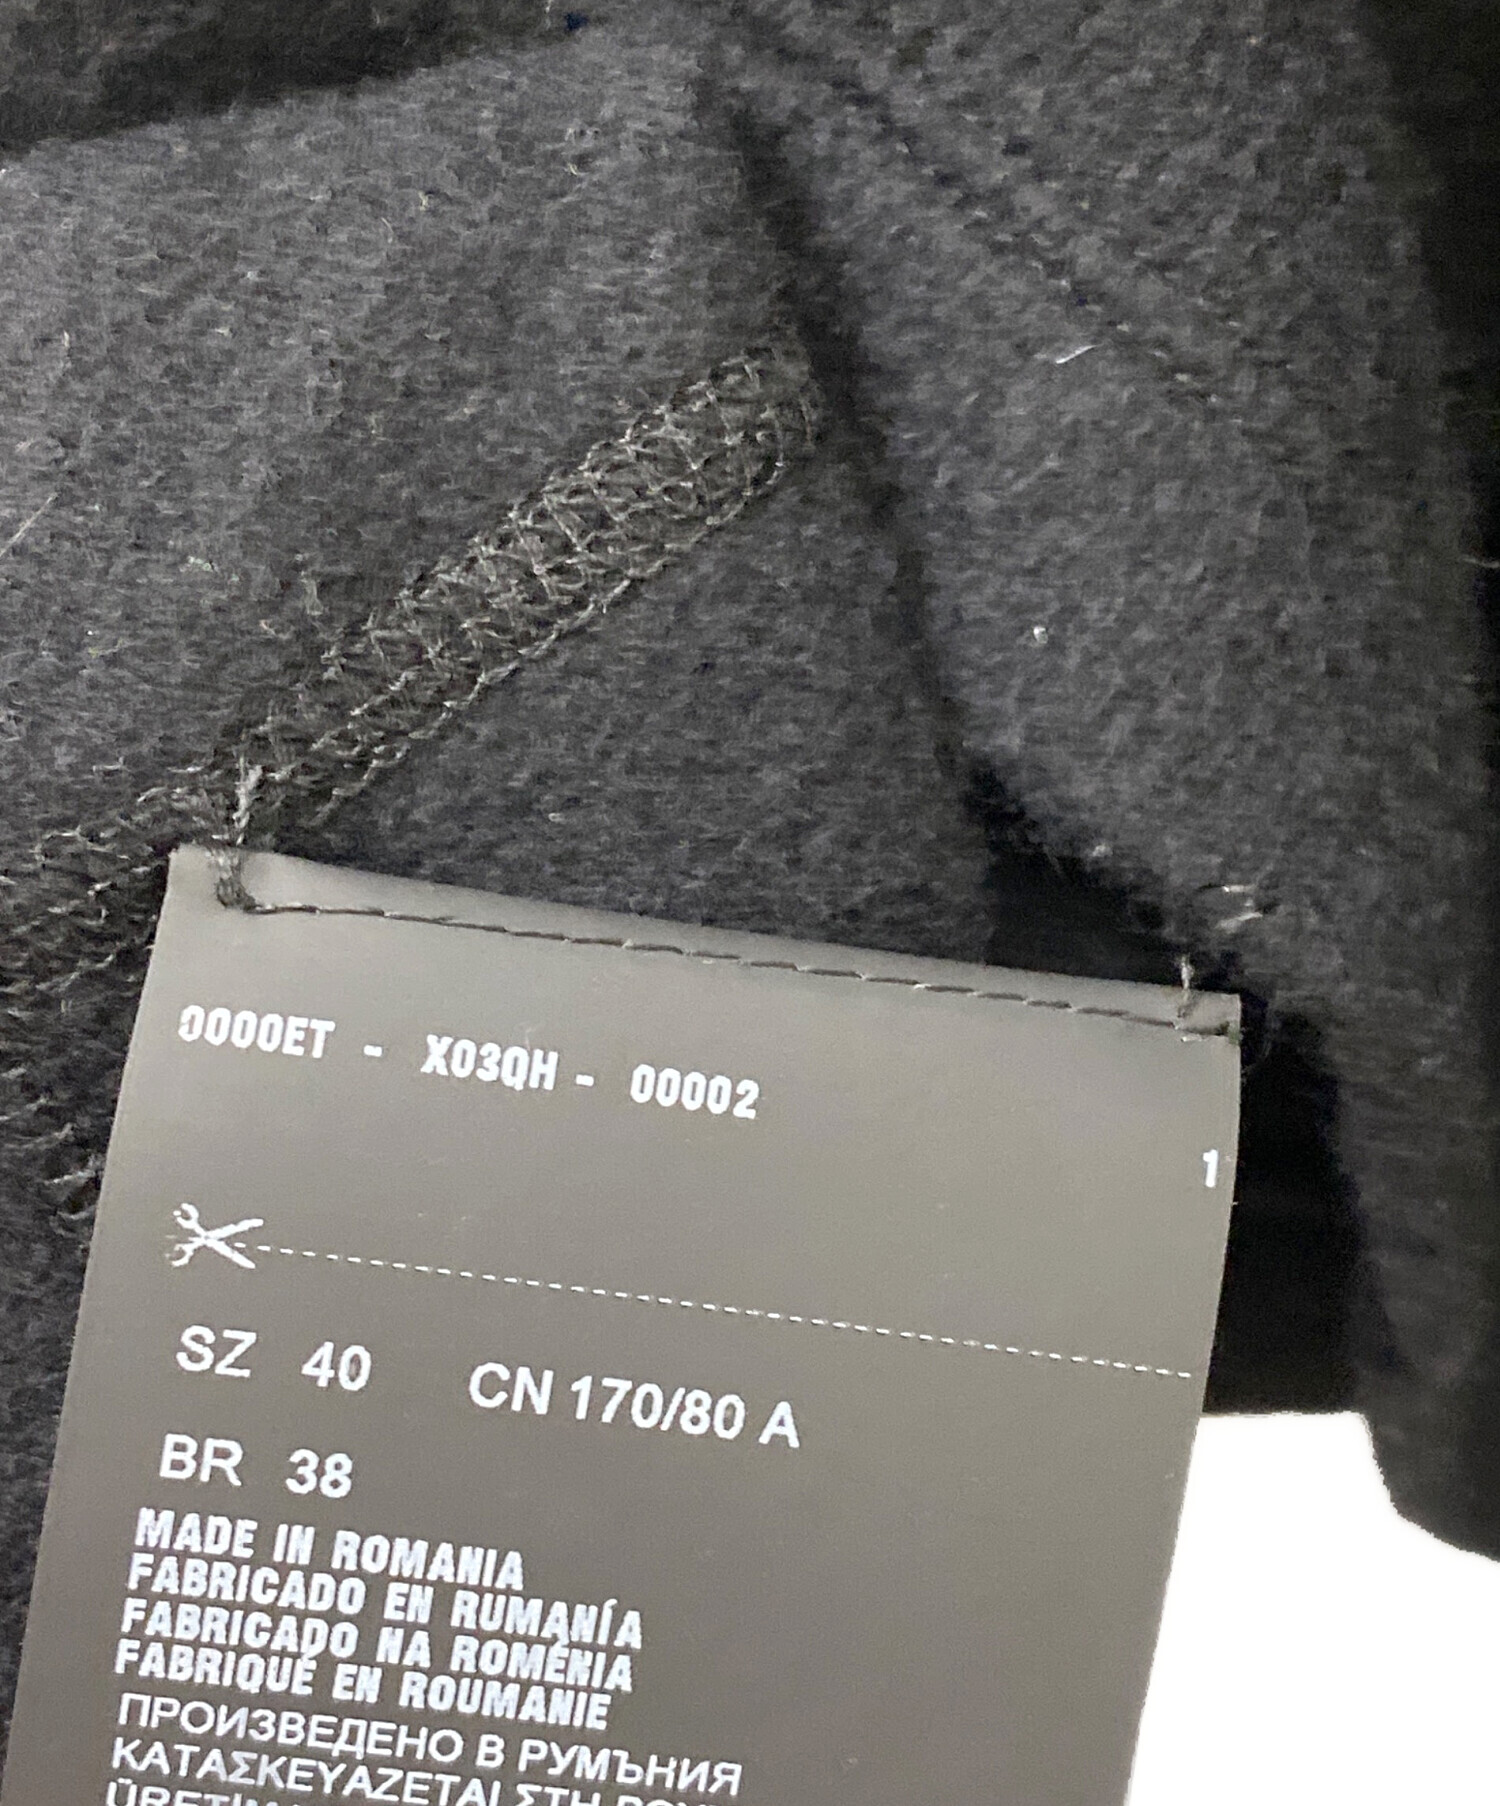 0000ET - X03QH - 00002
1
SZ 40 CN 170/80 A
BR 38
MADE IN ROMANIA
FABRICADO EN RUMANÍA
FABRICADO NA ROMÉNIA
FABRIQUÉ EN ROUMANIE
ПРОИЗВЕДЕНО В РУМЪНИЯ
ΚΑΤΑΣΚΕΥΑΖΕΤΑΙ ΣΤΗ